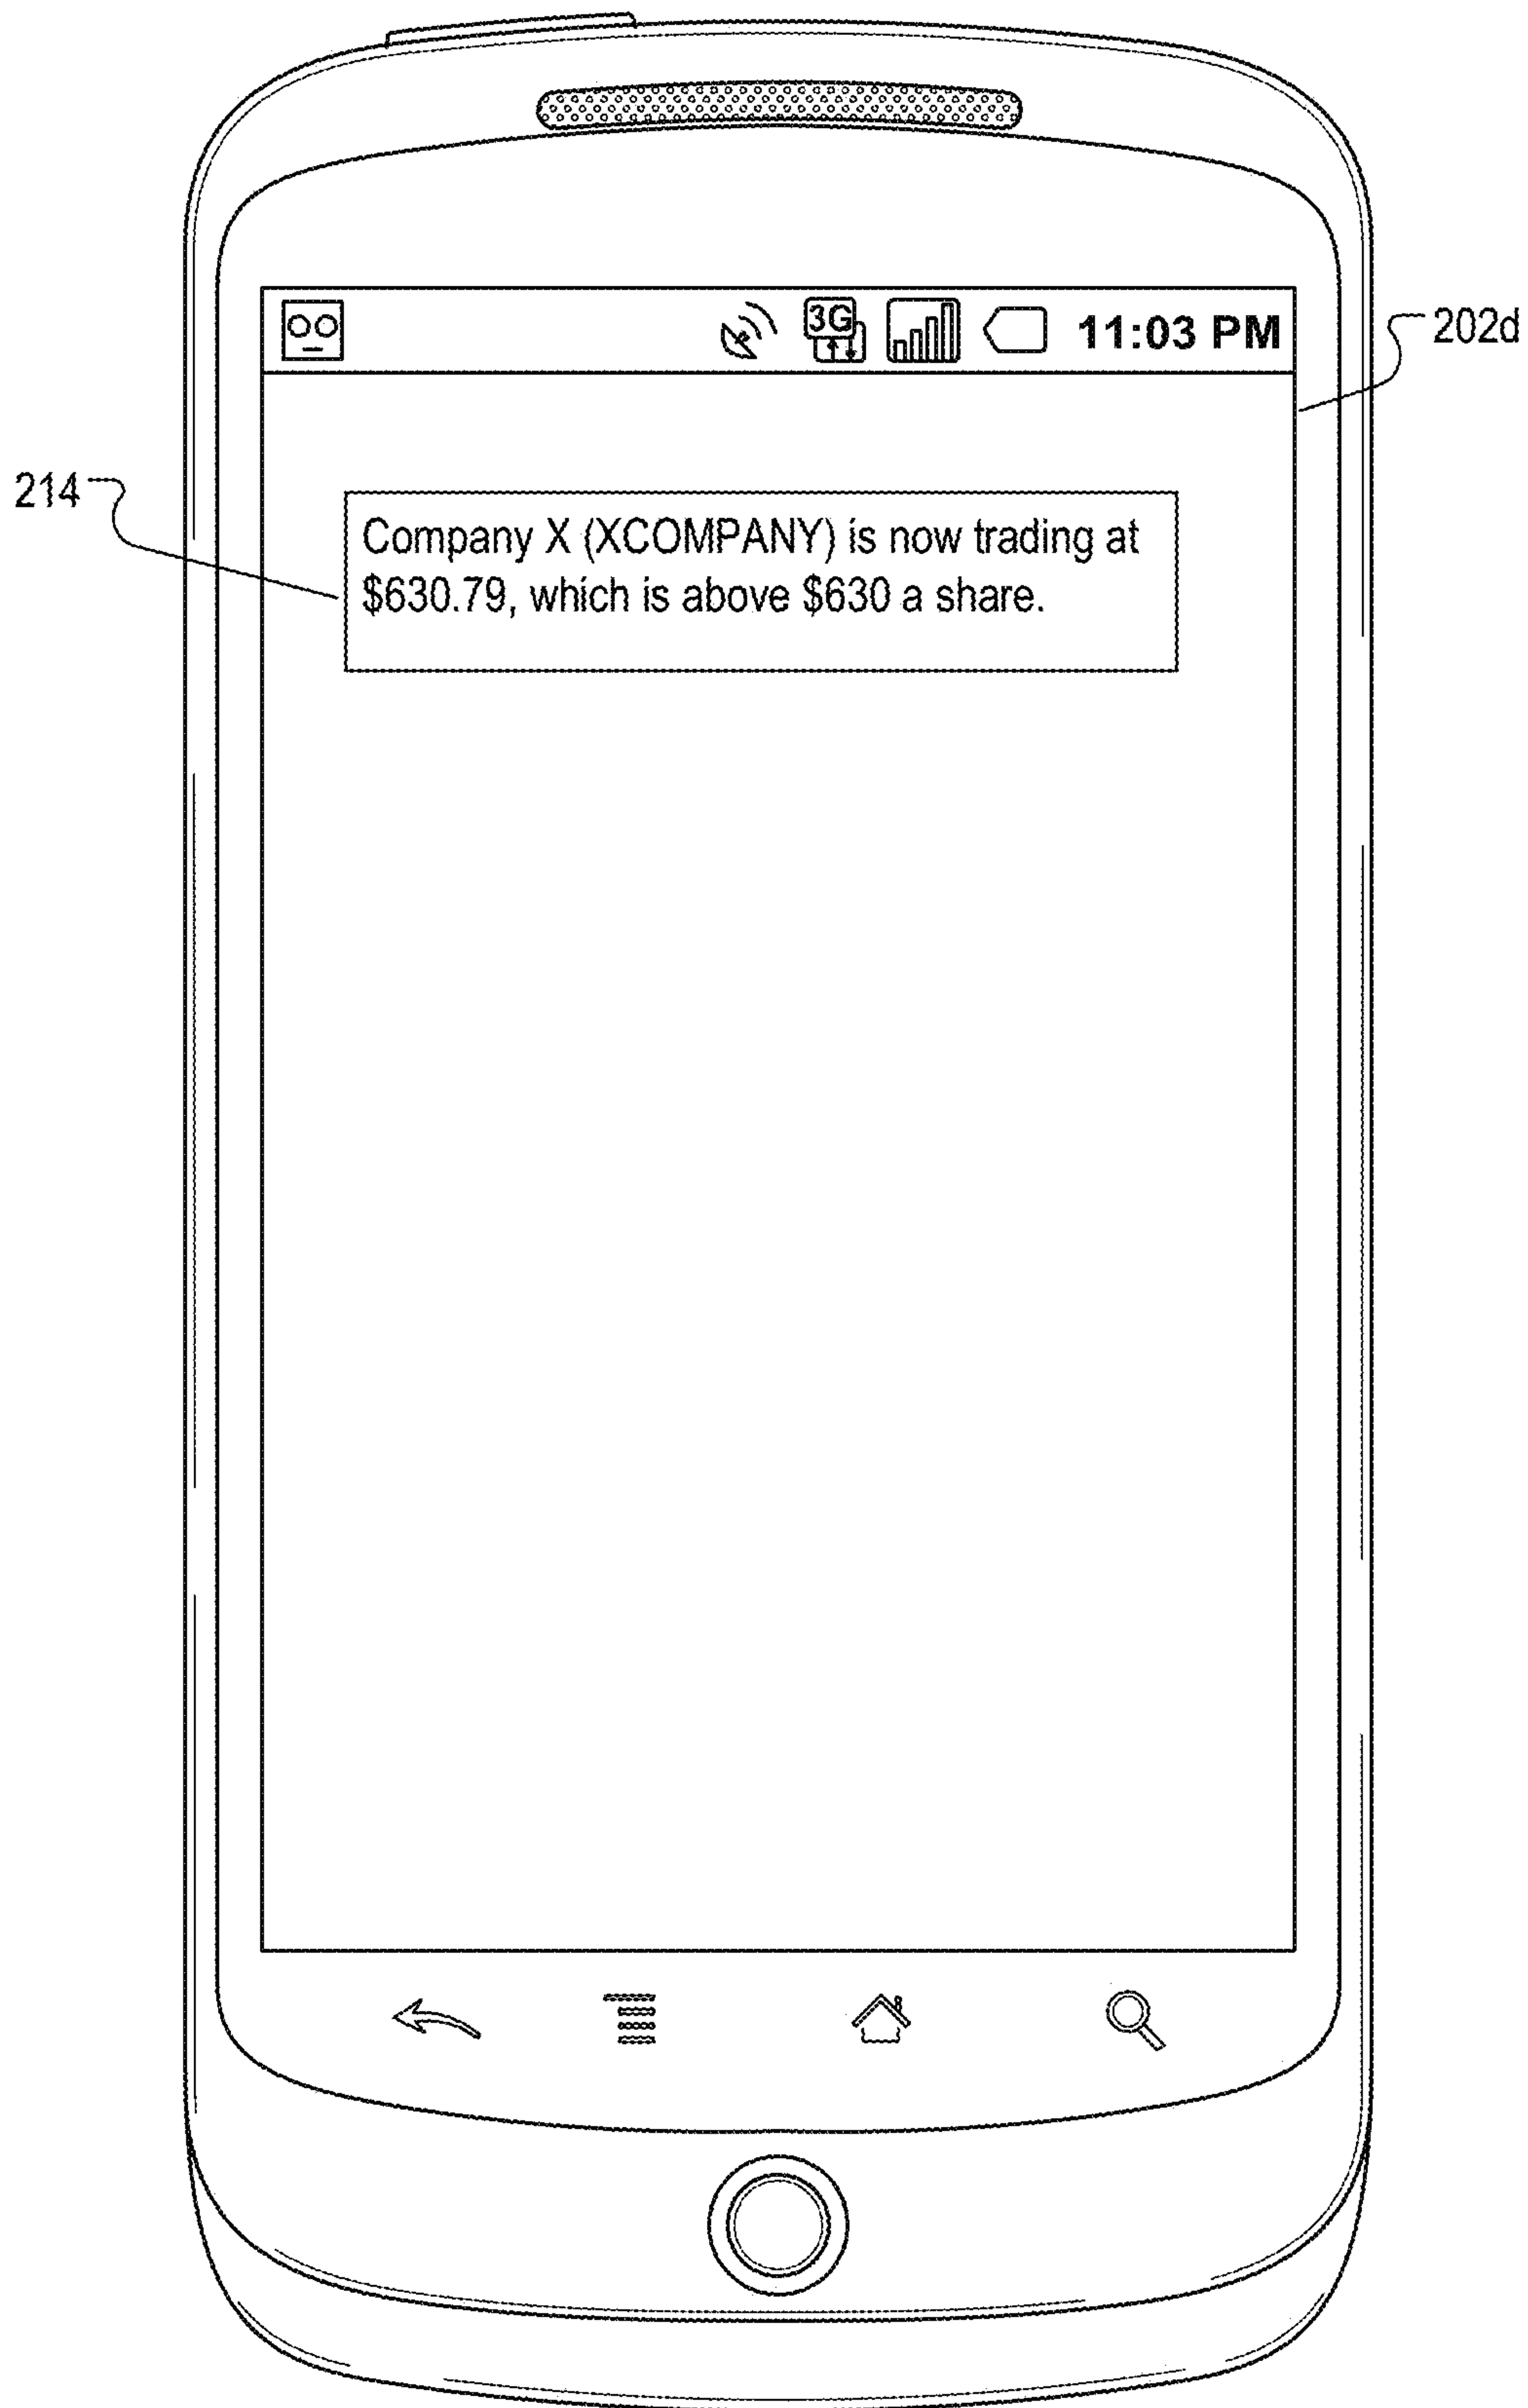 3G
11:03 PM
202d
214
Company X (XCOMPANY) is now trading at
$630.79, which is above $630 a share.